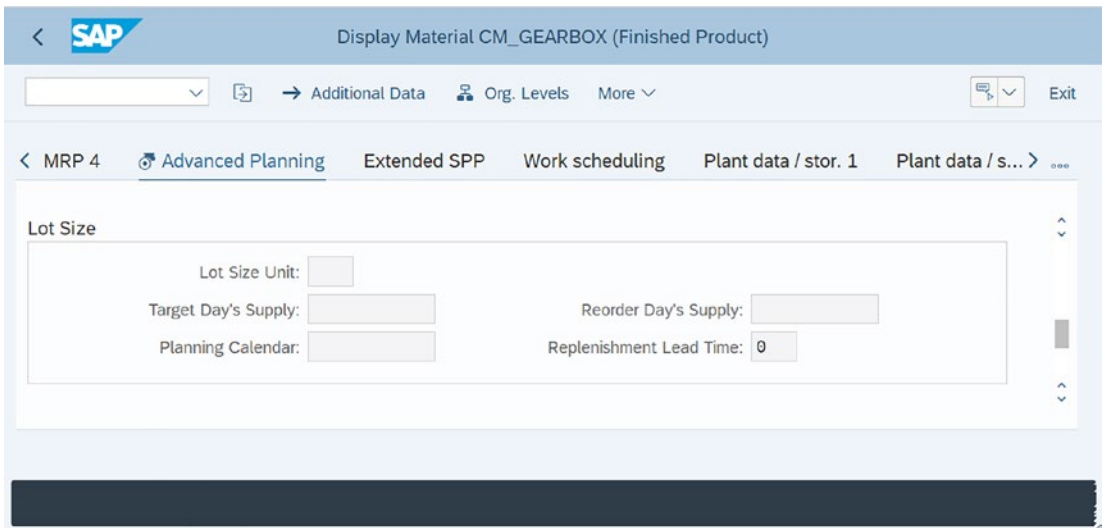 SAP Display Material CM_GEARBOX (Finished Product)
Additional Data Org. Levels More Exit
MRP 4 Advanced Planning Extended SPP Work scheduling Plant data / stor. 1 Plant data / s...
Lot Size
Lot Size Unit:
Target Day's Supply: Reorder Day's Supply:
Planning Calendar: Replenishment Lead Time: 0